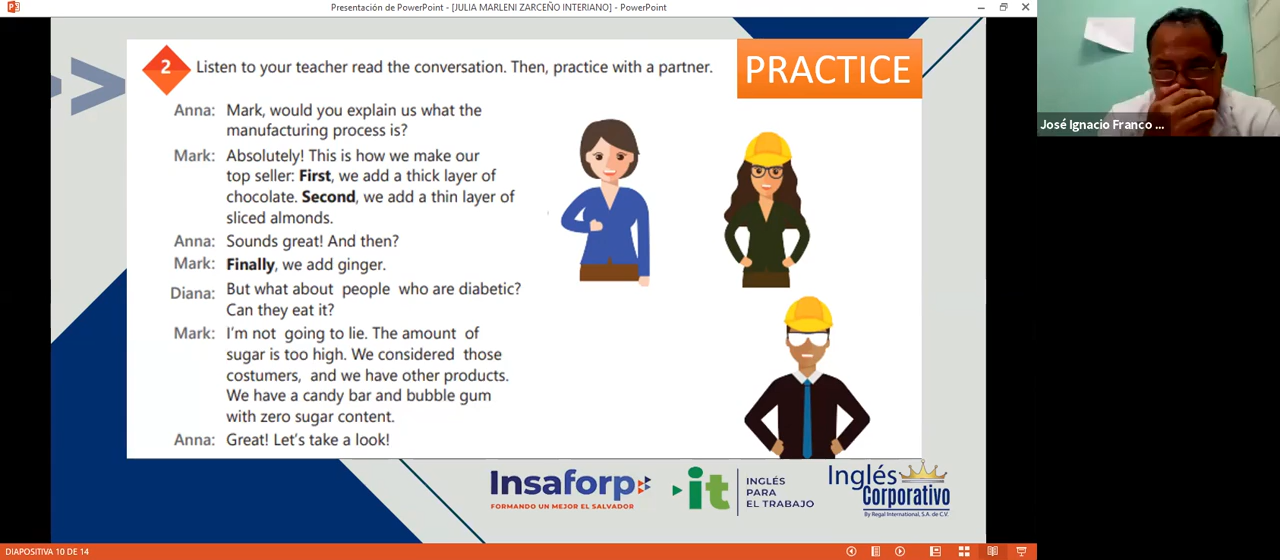 Presentación de PowerPoint - [JULIA MARLENI ZARCEÑO INTERIANO] - PowerPoint
2 Listen to your teacher read the conversation. Then, practice with a partner.
PRACTICE
Anna: Mark, would you explain us what the
manufacturing process is?
Mark: Absolutely! This is how we make our
top seller: First, we add a thick layer of
chocolate. Second, we add a thin layer of
sliced almonds.
Anna: Sounds great! And then?
Mark: Finally, we add ginger.
Diana: But what about people who are diabetic?
Can they eat it?
Mark: I'm not going to lie. The amount of
sugar is too high. We considered those
costumers, and we have other products.
We have a candy bar and bubble gum
with zero sugar content.
Anna: Great! Let's take a look!
José Ignacio Franco ...
Insaforp
FORMANDO UN MEJOR EL SALVADOR
it
INGLÉS
PARA
EL TRABAJO
Inglés
Corporativo
By Regal International, S.A. de C.V.
DIAPOSITIVA 10 DE 14